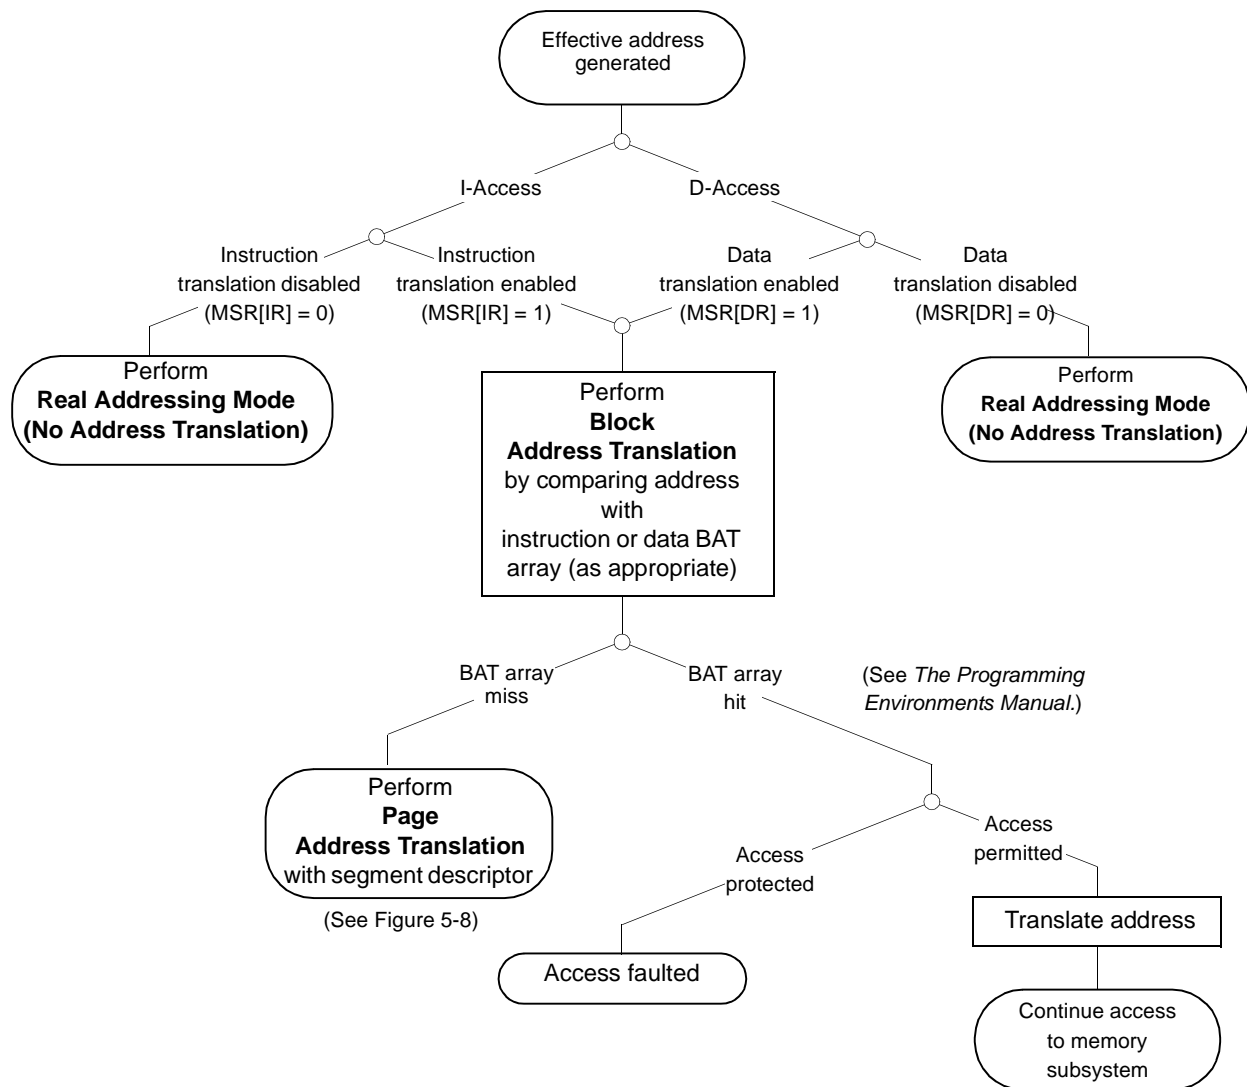 Effective address
generated
I-Access
D-Access
Instruction
translation disabled
(MSR[IR] = 0)
Instruction
translation enabled
(MSR[IR] = 1)
Data
translation enabled
(MSR[DR] = 1)
Data
translation disabled
(MSR[DR] = 0)
Perform
Real Addressing Mode
(No Address Translation)
Perform
Block
Address Translation
by comparing address
with
instruction or data BAT
array (as appropriate)
Perform
Real Addressing Mode
(No Address Translation)
BAT array
miss
BAT array
hit
(See The Programming
Environments Manual.)
Perform
Page
Address Translation
with segment descriptor
(See Figure 5-8)
Access
protected
Access
permitted
Access faulted
Translate address
Continue access
to memory
subsystem